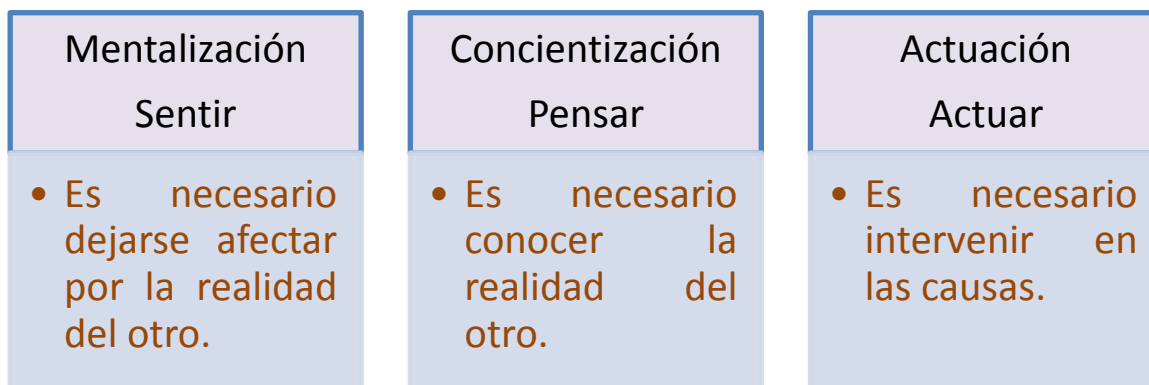 Mentalización
Sentir
• Es necesario
dejarse afectar
por la realidad
del otro.
Concientización
Pensar
• Es necesario
conocer la
realidad del
otro.
Actuación
Actuar
• Es necesario
intervenir en
las causas.